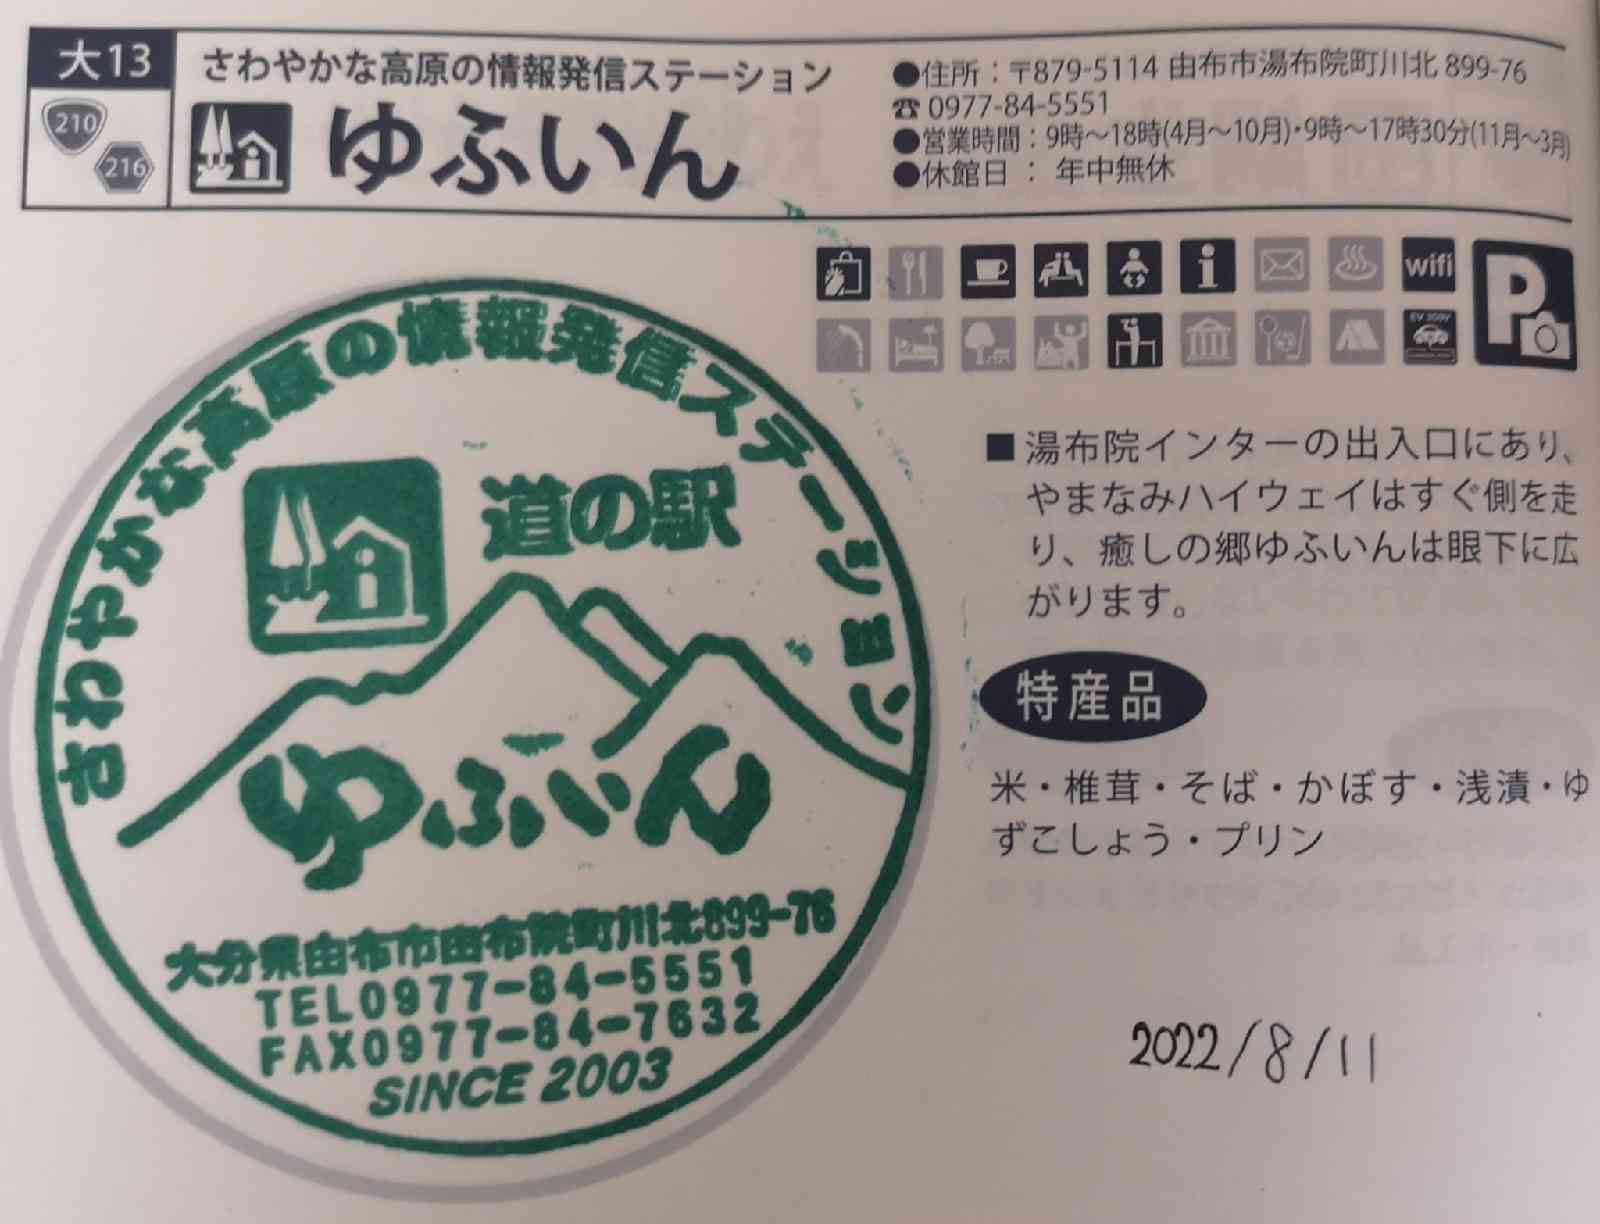 大13
210
216
さわやかな高原の情報発信ステーション
ゆふいん
●住所：〒879-5114 由布市湯布院町川北 899-76
☎ 0977-84-5551
●営業時間：9時～18時(4月～10月)・9時～17時30分(11月～3月)
●休館日 ： 年中無休
wifi
P
EV 200V
■ 湯布院インターの出入口にあり、
やまなみハイウェイはすぐ側を走
り、癒しの郷ゆふいんは眼下に広
がります。
特産品
米・椎茸・そば・かぼす・浅漬・ゆ
ずこしょう・プリン
2022/8/11
さわやかな高原の情報発信ステーション
道の駅
ゆふいん
大分県由布市由布院町川北899-76
TEL0977-84-5551
FAX0977-84-7632
SINCE 2003